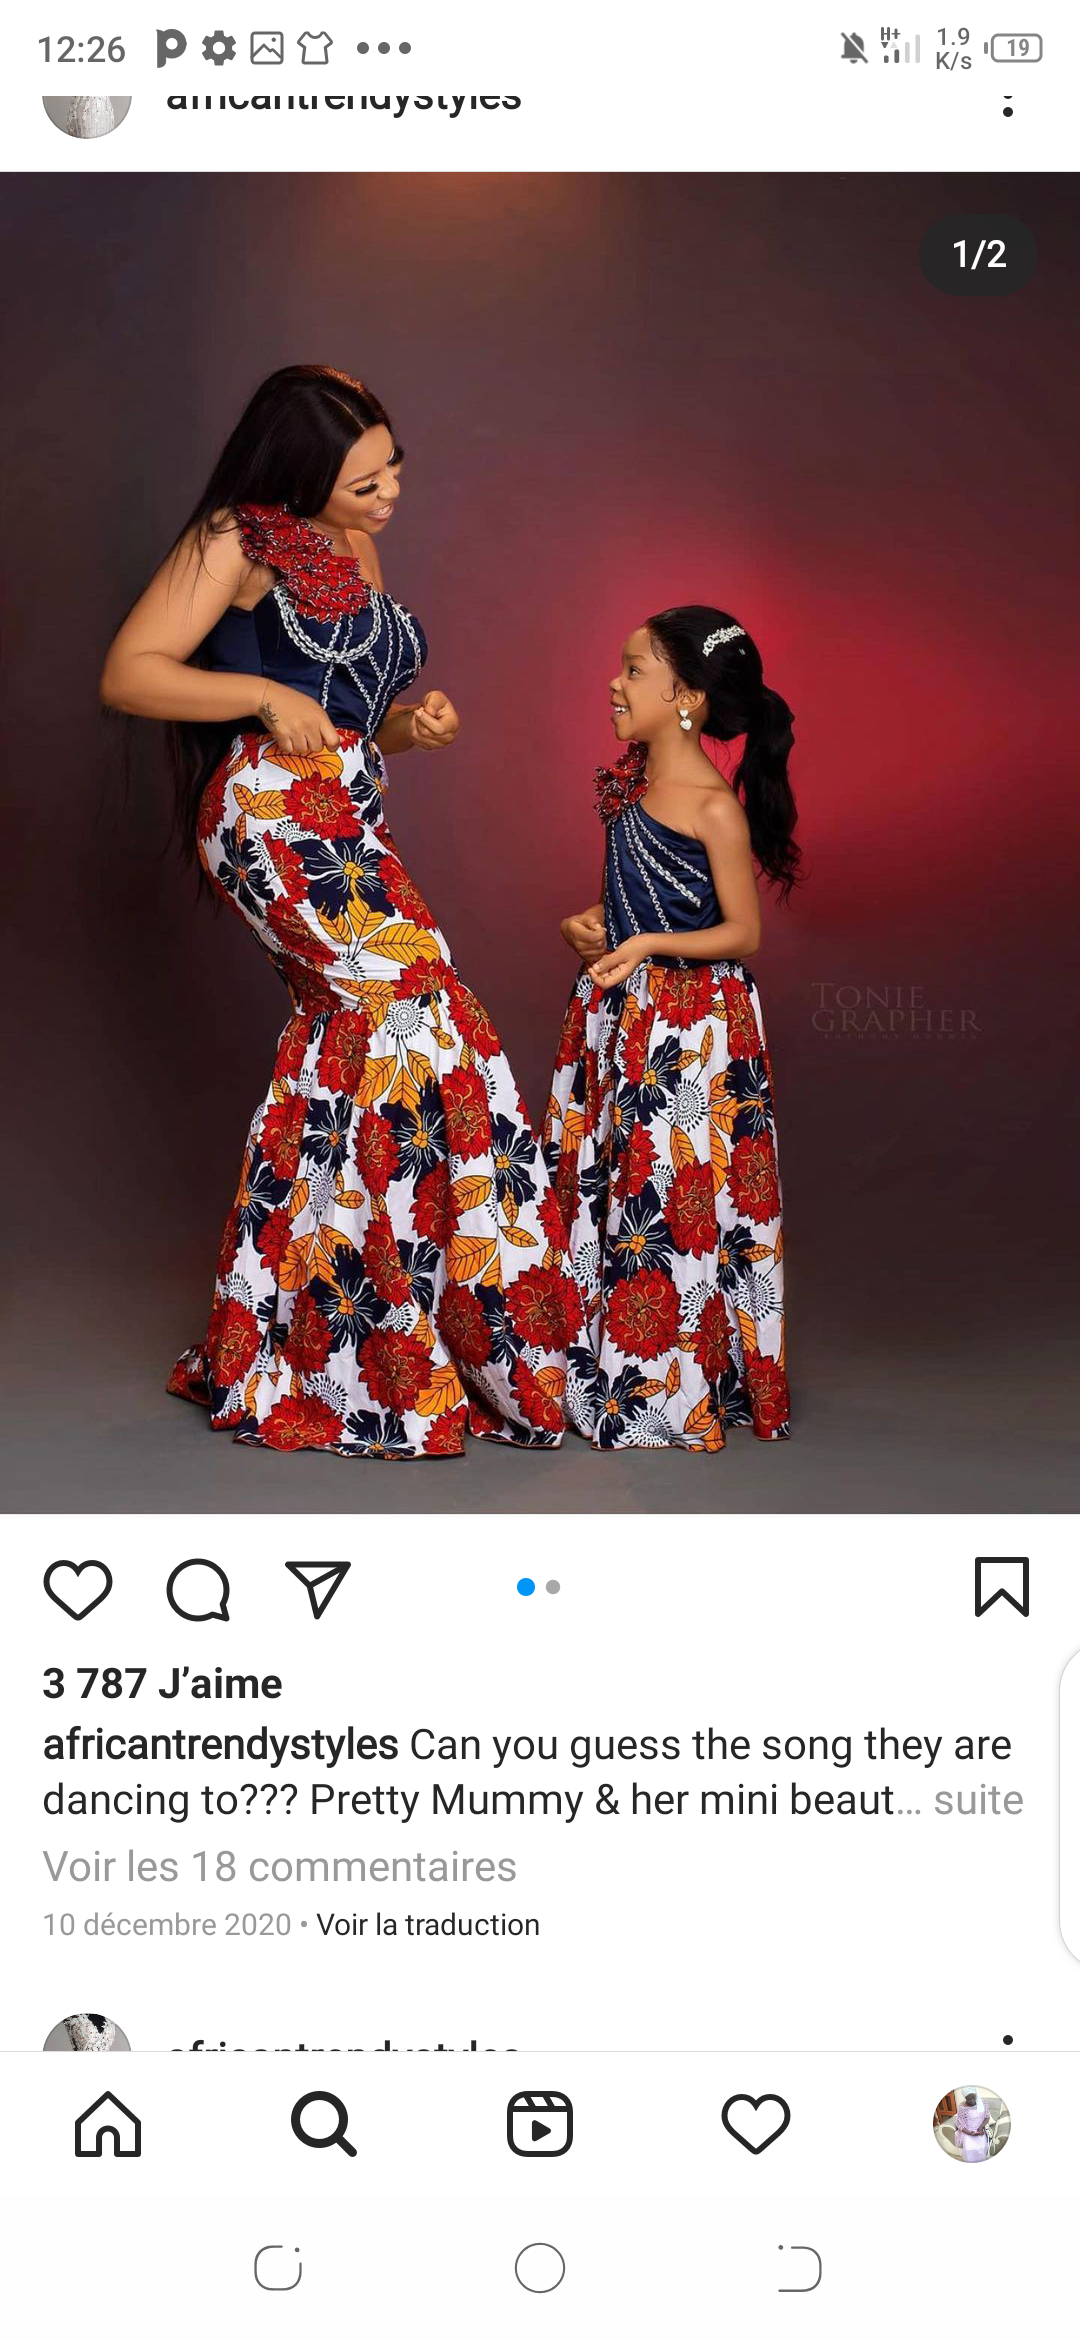 12:26
H+
1.9
K/s
19
africantrendystyles
1/2
TONIE
GRAPHER
3 787 J’aime
africantrendystyles Can you guess the song they are
dancing to??? Pretty Mummy & her mini beaut... suite
Voir les 18 commentaires
10 décembre 2020 • Voir la traduction
africantrendystyles